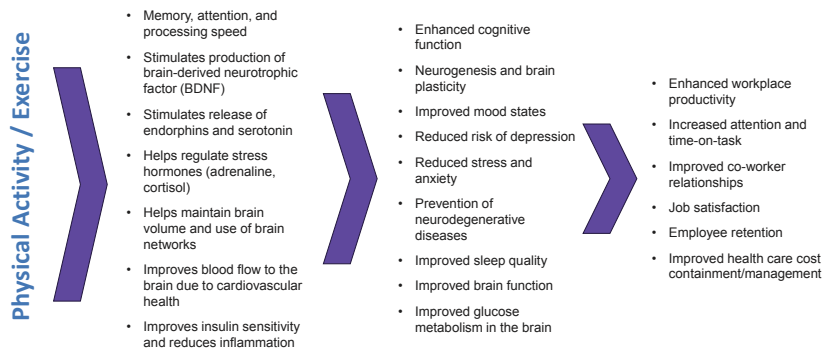 Physical Activity / Exercise
• Memory, attention, and
processing speed
• Stimulates production of
brain-derived neurotrophic
factor (BDNF)
• Stimulates release of
endorphins and serotonin
• Helps regulate stress
hormones (adrenaline,
cortisol)
• Helps maintain brain
volume and use of brain
networks
• Improves blood flow to the
brain due to cardiovascular
health
• Improves insulin sensitivity
and reduces inflammation
• Enhanced cognitive
function
• Neurogenesis and brain
plasticity
• Improved mood states
• Reduced risk of depression
• Reduced stress and
anxiety
• Prevention of
neurodegenerative
diseases
• Improved sleep quality
• Improved brain function
• Improved glucose
metabolism in the brain
• Enhanced workplace
productivity
• Increased attention and
time-on-task
• Improved co-worker
relationships
• Job satisfaction
• Employee retention
• Improved health care cost
containment/management